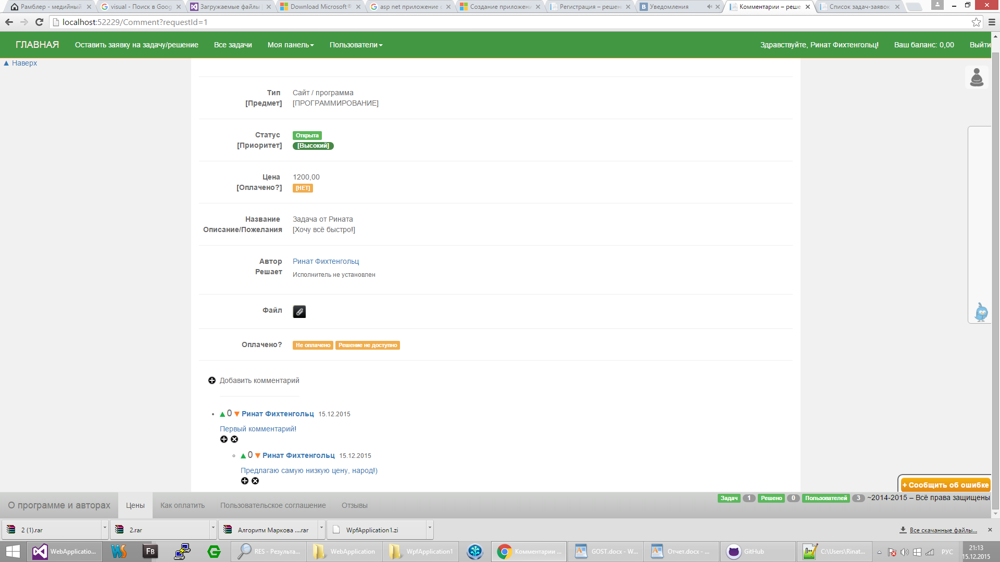 Рамблер - медийный
visual - Поиск в Goog
Загружаемые файлы
Download Microsoft®
asp net приложение с
Создание приложени
Регистрация – решен
Уведомления
Комментарии – реше
Список задач-заявок
localhost:52229/Comment?requestId=1
ГЛАВНАЯ Оставить заявку на задачу/решение Все задачи Моя панель Пользователи Здравствуйте, Ринат Фихтенгольц! Ваш баланс: 0,00 Выйти
▲ Наверх
Тип Сайт / программа
[Предмет] [ПРОГРАММИРОВАНИЕ]
Статус Открыта
[Приоритет] [Высокий]
Цена 1200,00
[Оплачено?] [НЕТ]
Название Задача от Рината
Описание/Пожелания [Хочу всё быстро!]
Автор Ринат Фихтенгольц
Решает Исполнитель не установлен
Файл
Оплачено? Не оплачено Решение не доступно
Добавить комментарий
0 Ринат Фихтенгольц 15.12.2015
Первый комментарий!
0 Ринат Фихтенгольц 15.12.2015
Предлагаю самую низкую цену, народ!)
+ Сообщить об ошибке
О программе и авторах Цены Как оплатить Пользовательское соглашение Отзывы Задач 1 Решено 0 Пользователей 3 ~2014-2015 – Всё права защищены
2 (1).rar 2.rar Алгоритм Маркова ....rar WpfApplication1.zi Все скачанные файлы...
WebApplicatio... FB RES - Результа... WebApplication WpfApplication1 Комментарии ... GOST.docx - W... Отчет.docx - ... GitHub C:\Users\Rinat... РУС 21:13
15.12.2015